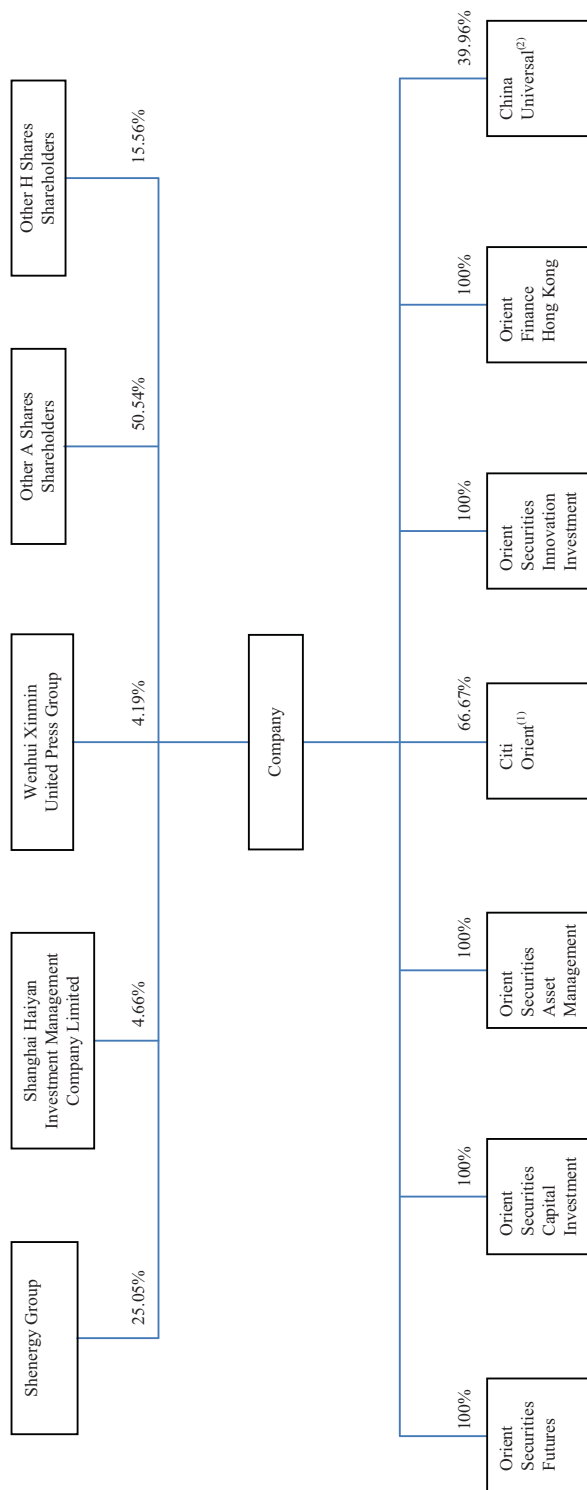 Shenergy Group
Shanghai Haiyan
Investment Management
Company Limited
Wenhui Xinmin
United Press Group
Other A Shares
Shareholders
Other H Shares
Shareholders
25.05%
4.66%
4.19%
50.54%
15.56%
Company
100%
100%
100%
66.67%
100%
100%
39.96%
Orient
Securities
Futures
Orient
Securities
Capital
Investment
Orient
Securities
Asset
Management
Citi
Orient(1)
Orient
Securities
Innovation
Investment
Orient
Finance
Hong Kong
China
Universal(2)